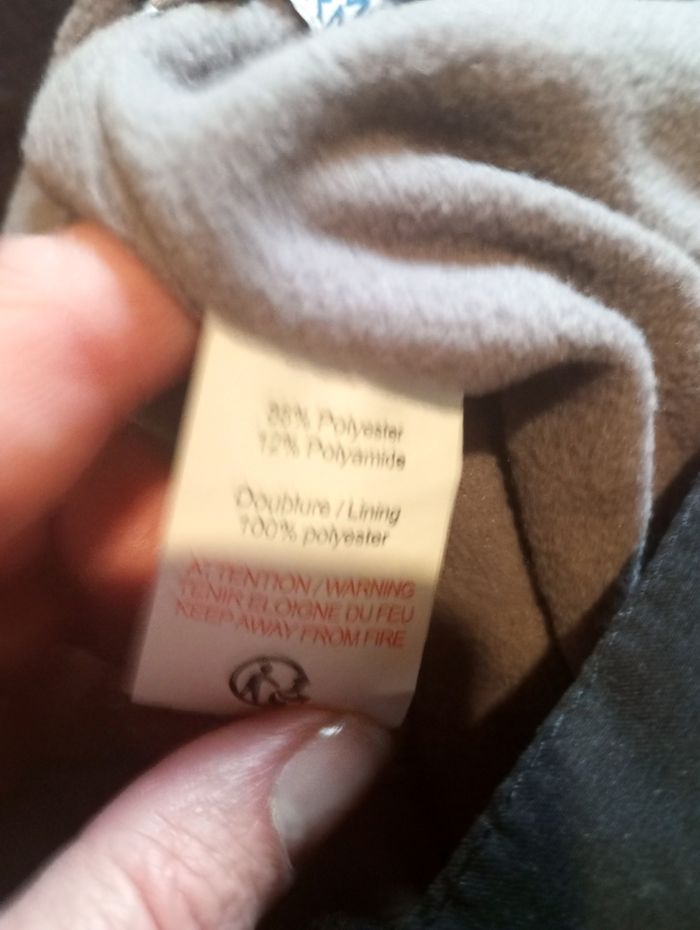 88% Polyester
12% Polyamide
Doublure / Lining
100% polyester
ATTENTION / WARNING
TENIR ELOIGNE DU FEU
KEEP AWAY FROM FIRE